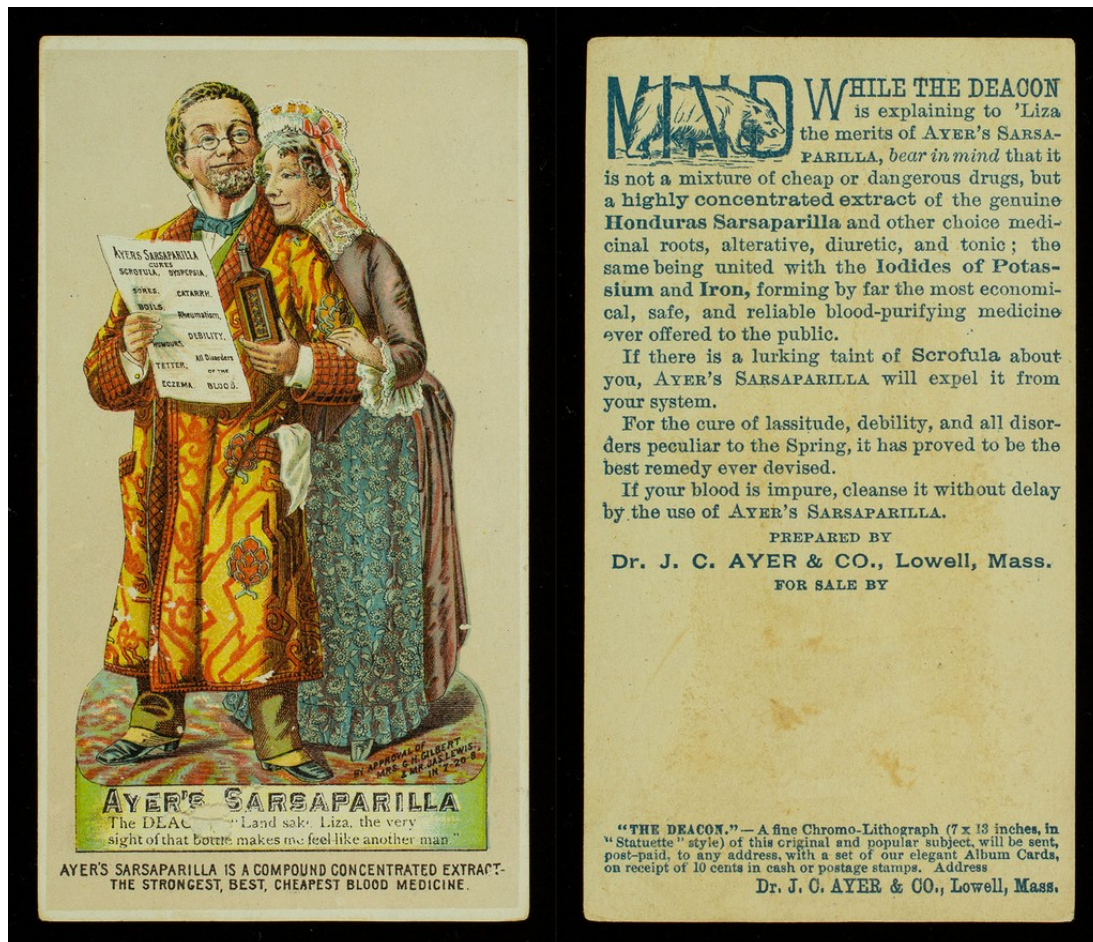 AYERS SARSAPARILLA
CURES
SCROFULA, DYSPEPSIA,
SORES, CATARRH,
BOILS, Rheumatism,
HUMOURS, DEBILITY,
TETTER, All Disorders
OF THE
ECZEMA BLOOD.
BY APPROVAL OF
MRS. G.H. GILBERT
& MR. JAS. LEWIS,
IN "7-20-8
AYER'S SARSAPARILLA
The DEAC "Land sake Liza, the very
sight of that bottle makes me feel like another man"
AYER'S SARSAPARILLA IS A COMPOUND CONCENTRATED EXTRACT-
THE STRONGEST, BEST, CHEAPEST BLOOD MEDICINE.
MIND
WHILE THE DEACON
is explaining to 'Liza
the merits of AYER'S SARSA-
PARILLA, bear in mind that it
is not a mixture of cheap or dangerous drugs, but
a highly concentrated extract of the genuine
Honduras Sarsaparilla and other choice medi-
cinal roots, alterative, diuretic, and tonic; the
same being united with the Iodides of Potas-
sium and Iron, forming by far the most economi-
cal, safe, and reliable blood-purifying medicine
ever offered to the public.
If there is a lurking taint of Scrofula about
you, AYER'S SARSAPARILLA will expel it from
your system.
For the cure of lassitude, debility, and all disor-
ders peculiar to the Spring, it has proved to be the
best remedy ever devised.
If your blood is impure, cleanse it without delay
by the use of AYER'S SARSAPARILLA.
PREPARED BY
Dr. J. C. AYER & CO., Lowell, Mass.
FOR SALE BY
"THE DEACON."—A fine Chromo-Lithograph (7 x 13 inches, in
"Statuette" style) of this original and popular subject, will be sent,
post-paid, to any address, with a set of our elegant Album Cards,
on receipt of 10 cents in cash or postage stamps. Address
Dr. J. C. AYER & CO., Lowell, Mass.